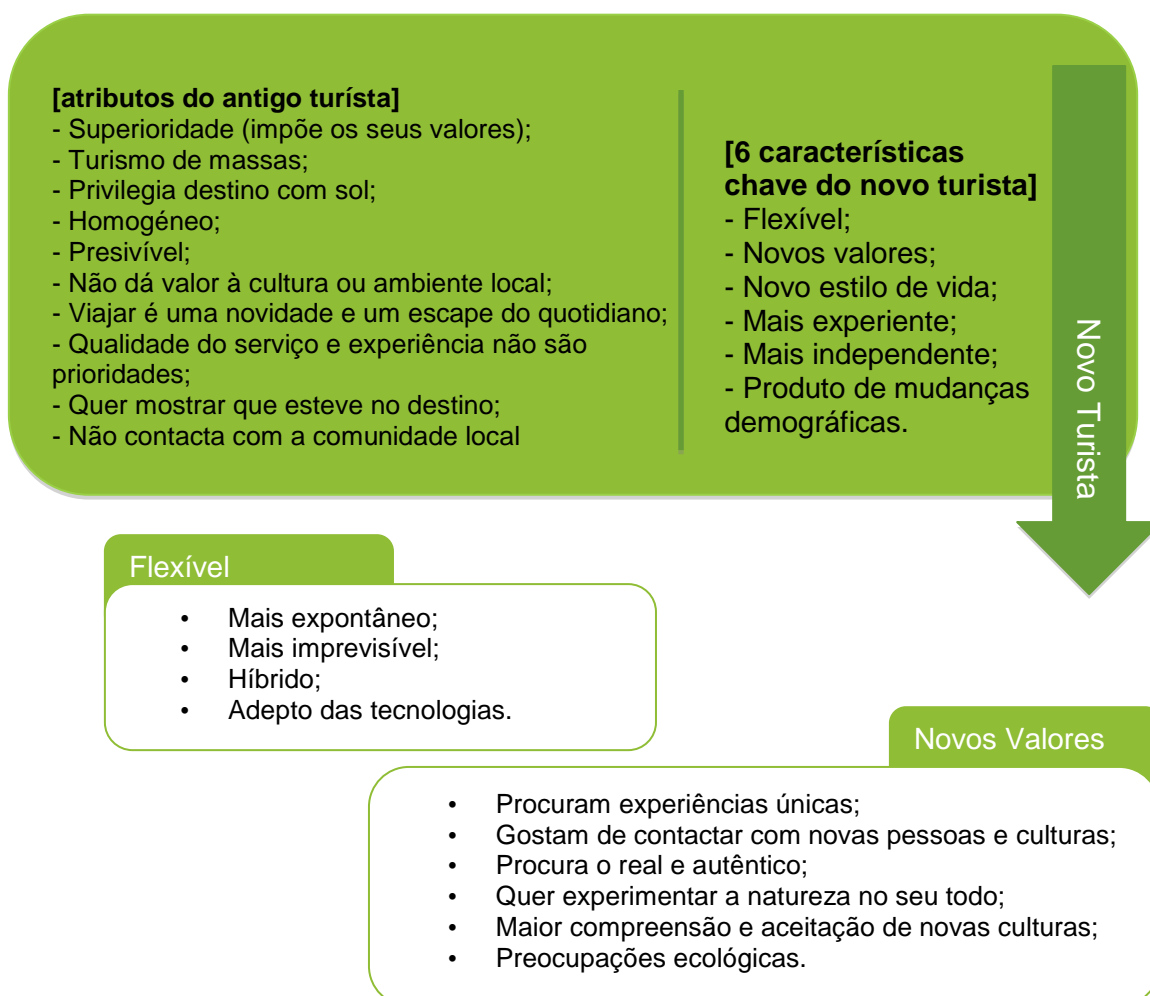 [atributos do antigo turísta]
- Superioridade (impõe os seus valores);
- Turismo de massas;
- Privilegia destino com sol;
- Homogéneo;
- Presivível;
- Não dá valor à cultura ou ambiente local;
- Viajar é uma novidade e um escape do quotidiano;
- Qualidade do serviço e experiência não são
prioridades;
- Quer mostrar que esteve no destino;
- Não contacta com a comunidade local
[6 características
chave do novo turista]
- Flexível;
- Novos valores;
- Novo estilo de vida;
- Mais experiente;
- Mais independente;
- Produto de mudanças
demográficas.
Novo Turista
Flexível
• Mais expontâneo;
• Mais imprevisível;
• Híbrido;
• Adepto das tecnologias.
Novos Valores
• Procuram experiências únicas;
• Gostam de contactar com novas pessoas e culturas;
• Procura o real e autêntico;
• Quer experimentar a natureza no seu todo;
• Maior compreensão e aceitação de novas culturas;
• Preocupações ecológicas.